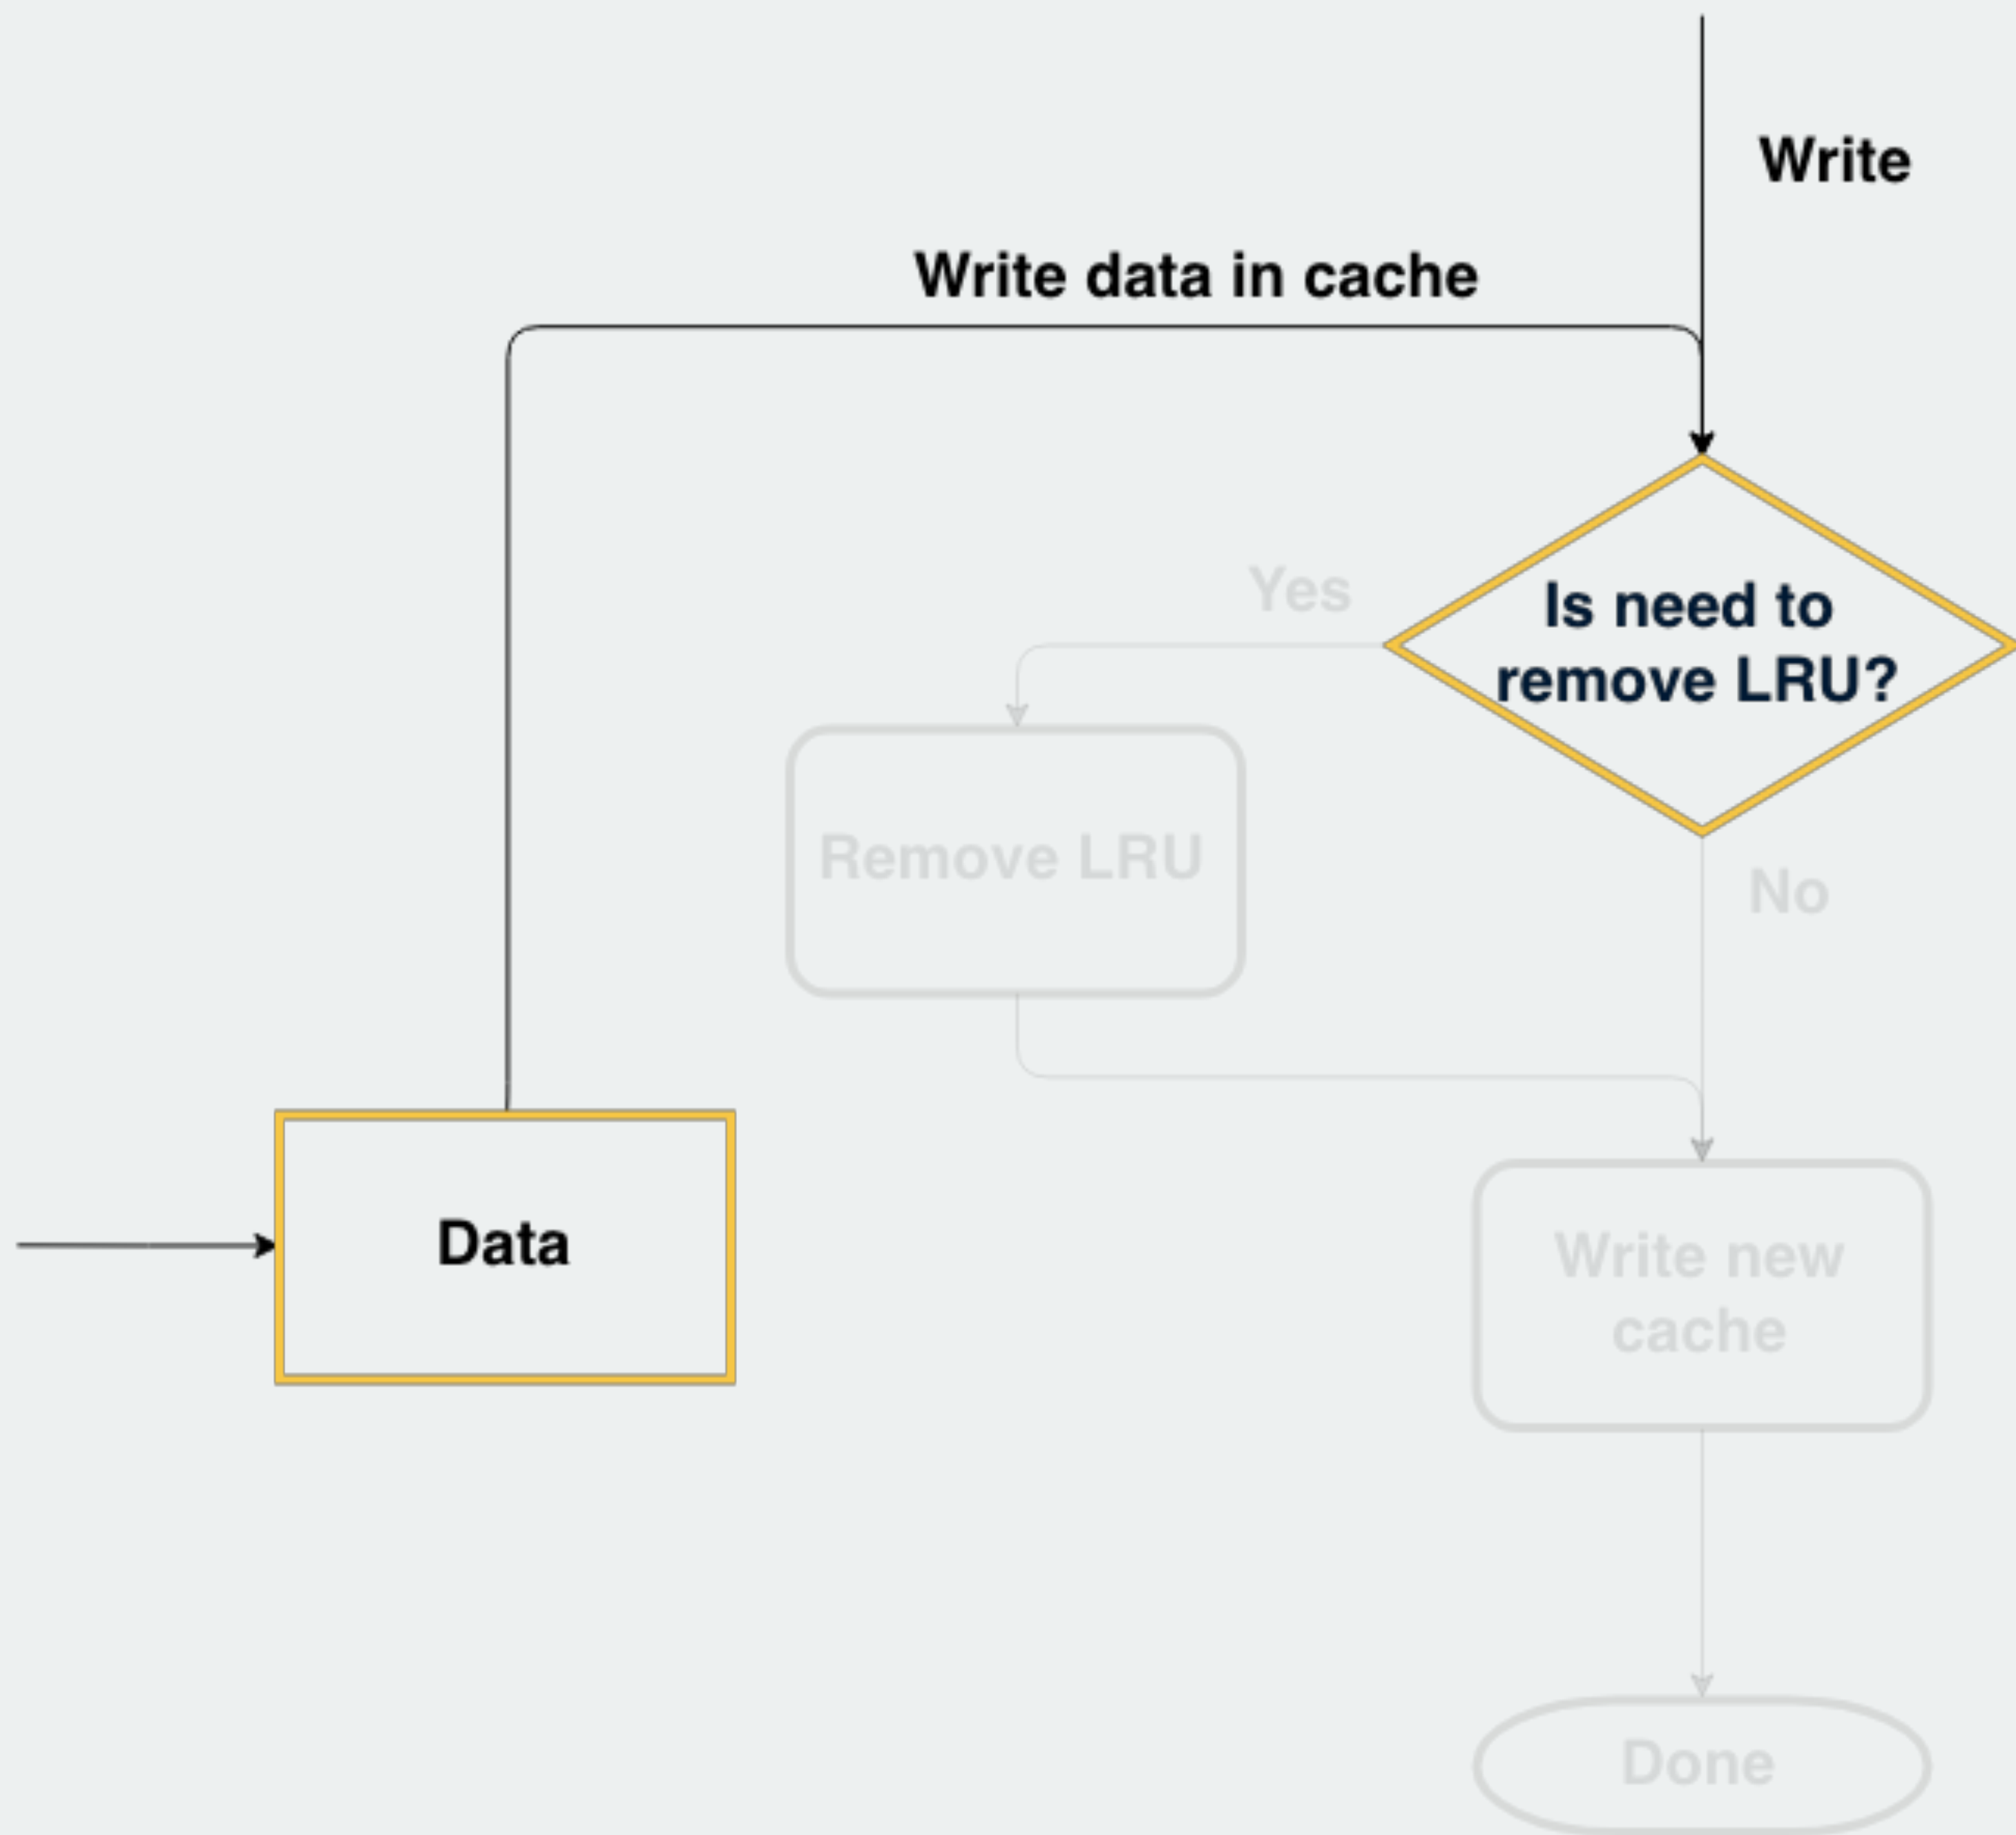 Write
Write data in cache
Yes
Is need to
remove LRU?
Remove LRU
No
Data
Write new
cache
Done